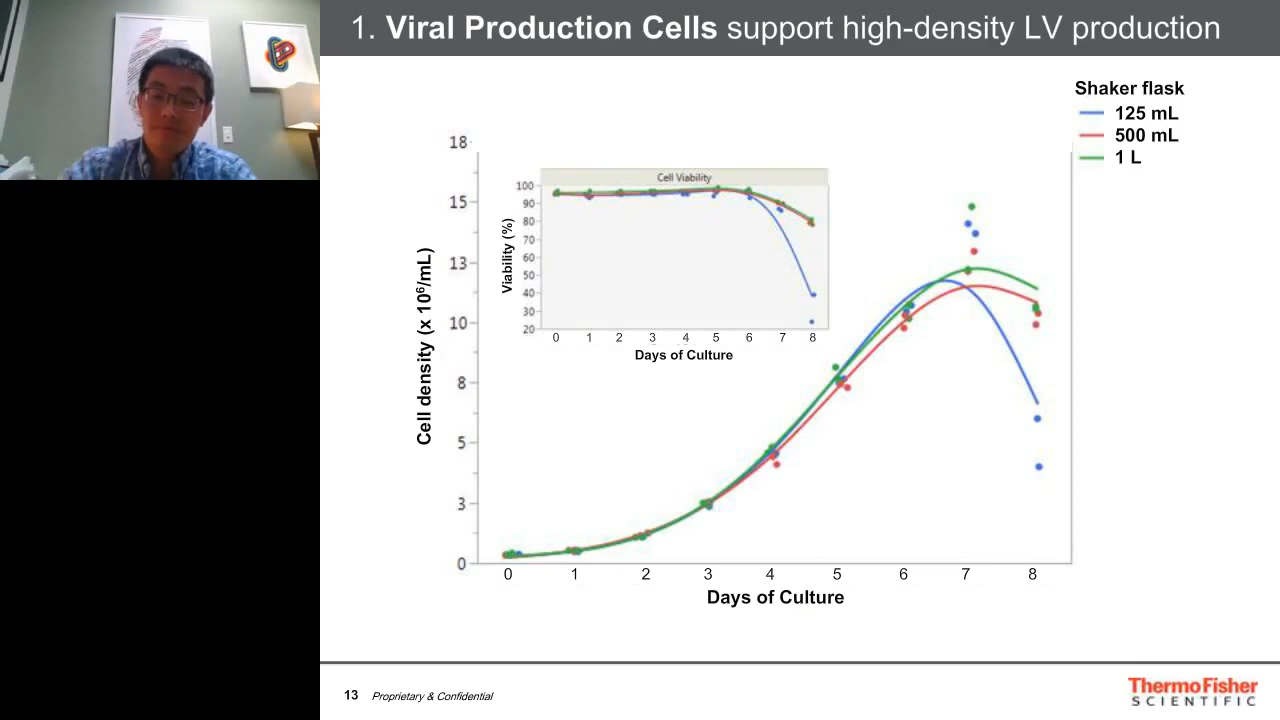 1. Viral Production Cells support high-density LV production
Shaker flask
125 mL
500 mL
1 L
Cell density (x 10⁶/mL)
18
15
13
10
8
5
3
0
0 1 2 3 4 5 6 7 8
Days of Culture
Cell Viability
Viability (%)
100
90
80
70
60
50
40
30
20
0 1 2 3 4 5 6 7 8
Days of Culture
13 Proprietary & Confidential
ThermoFisher
SCIENTIFIC